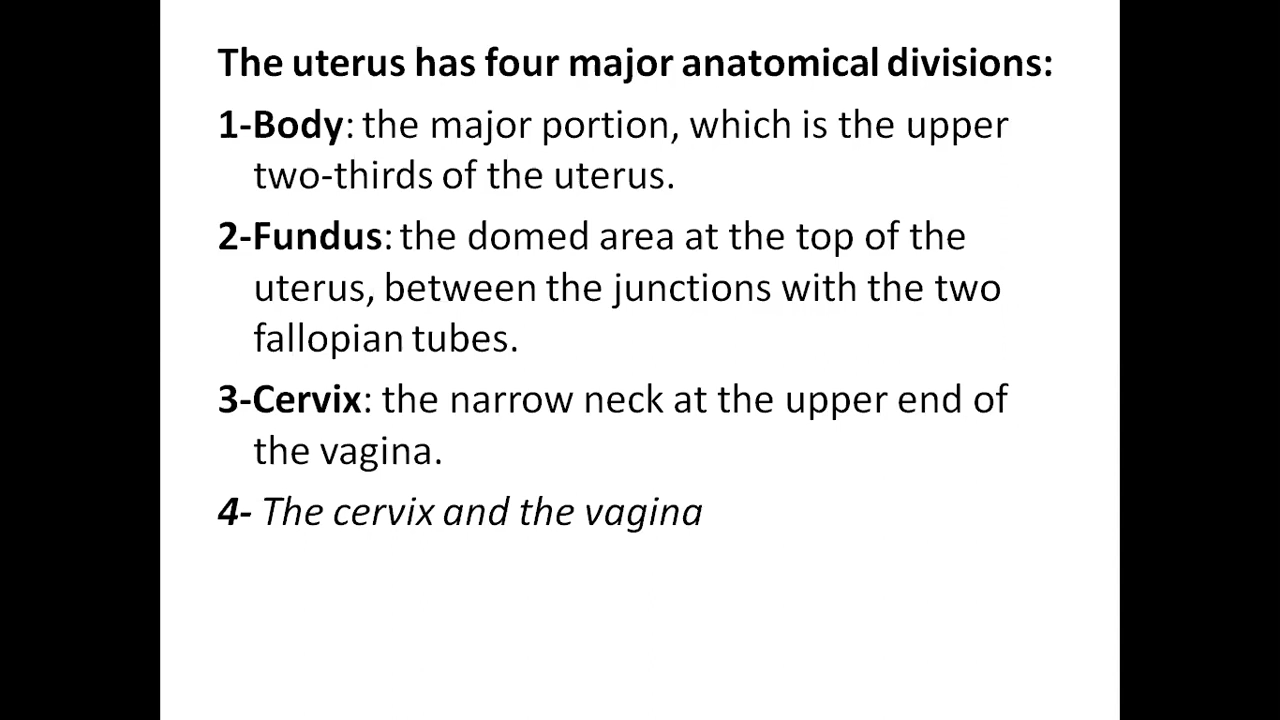 The uterus has four major anatomical divisions:
1-Body: the major portion, which is the upper
two-thirds of the uterus.
2-Fundus: the domed area at the top of the
uterus, between the junctions with the two
fallopian tubes.
3-Cervix: the narrow neck at the upper end of
the vagina.
4- The cervix and the vagina